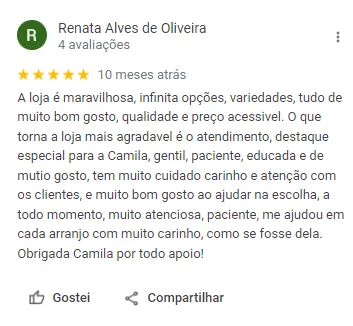 R
Renata Alves de Oliveira
4 avaliações
10 meses atrás
A loja é maravilhosa, infinita opções, variedades, tudo de
muito bom gosto, qualidade e preço acessivel. O que
torna a loja mais agradavel é o atendimento, destaque
especial para a Camila, gentil, paciente, educada e de
mutio gosto, tem muito cuidado carinho e atenção com
os clientes, e muito bom gosto ao ajudar na escolha, a
todo momento, muito atenciosa, paciente, me ajudou em
cada arranjo com muito carinho, como se fosse dela.
Obrigada Camila por todo apoio!
Gostei
Compartilhar